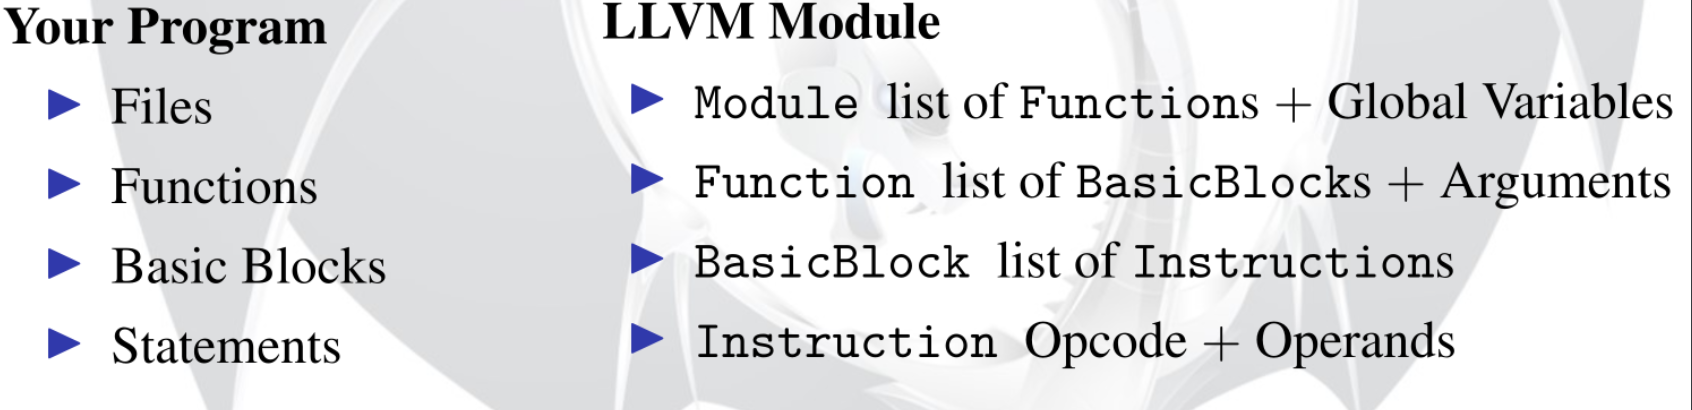 Your Program
Files
Functions
Basic Blocks
Statements
LLVM Module
Module list of Functions + Global Variables
Function list of BasicBlocks + Arguments
BasicBlock list of Instructions
Instruction Opcode + Operands